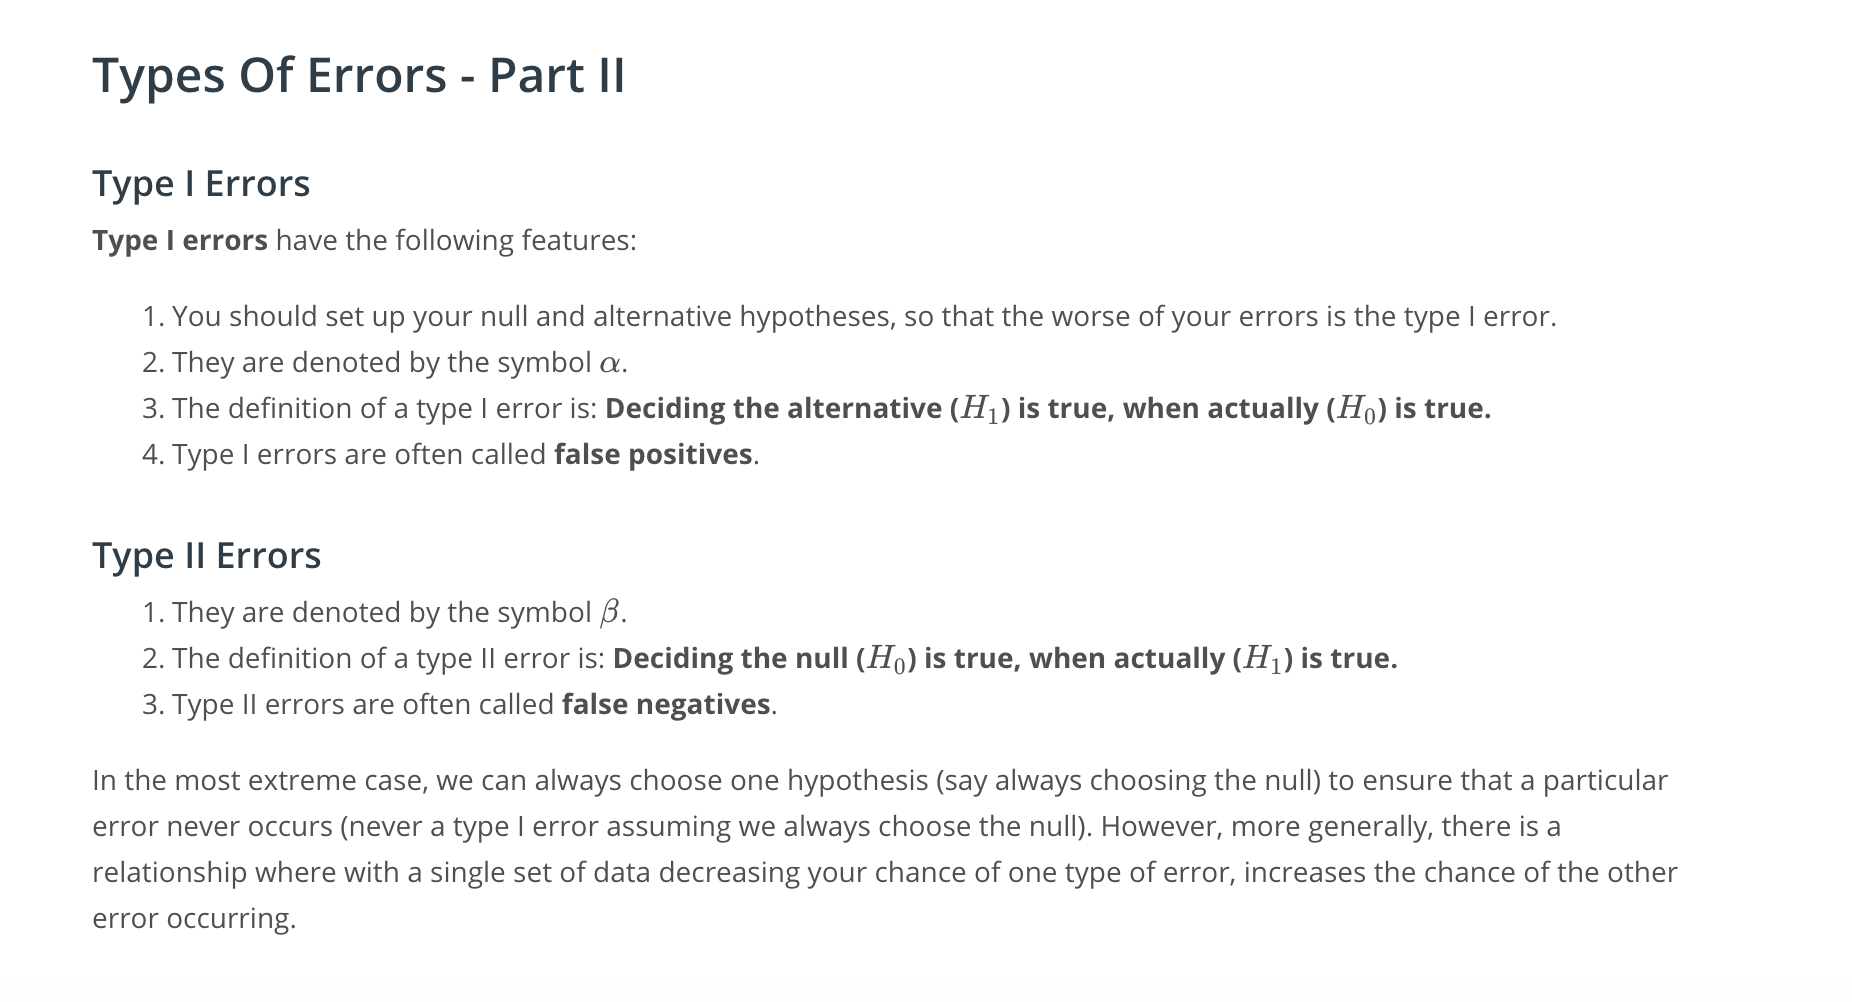 Types Of Errors - Part II
Type I Errors
Type I errors have the following features:
1. You should set up your null and alternative hypotheses, so that the worse of your errors is the type I error.
2. They are denoted by the symbol α.
3. The definition of a type I error is: Deciding the alternative (H₁) is true, when actually (H₀) is true.
4. Type I errors are often called false positives.
Type II Errors
1. They are denoted by the symbol β.
2. The definition of a type II error is: Deciding the null (H₀) is true, when actually (H₁) is true.
3. Type II errors are often called false negatives.
In the most extreme case, we can always choose one hypothesis (say always choosing the null) to ensure that a particular
error never occurs (never a type I error assuming we always choose the null). However, more generally, there is a
relationship where with a single set of data decreasing your chance of one type of error, increases the chance of the other
error occurring.